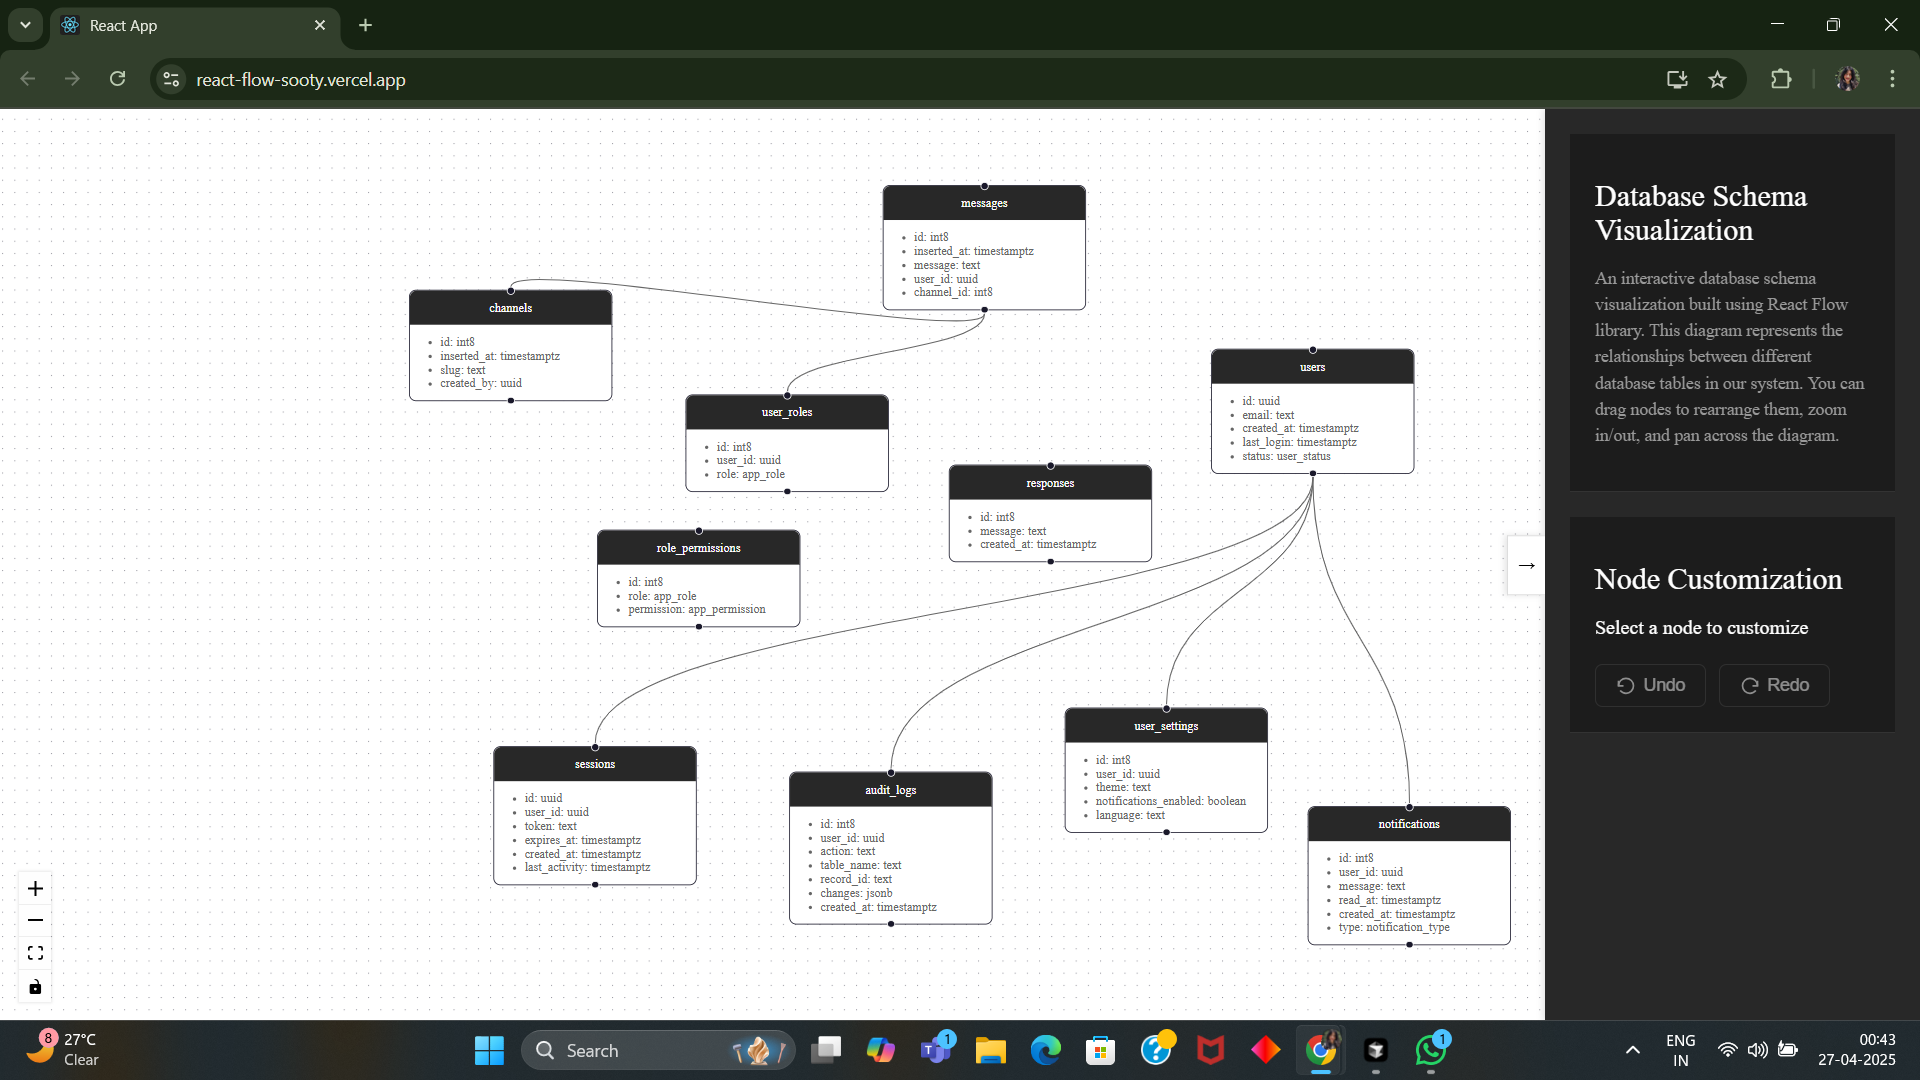 React App
react-flow-sooty.vercel.app
messages
id: int8
inserted_at: timestamptz
message: text
user_id: uuid
channel_id: int8
channels
id: int8
inserted_at: timestamptz
slug: text
created_by: uuid
users
id: uuid
email: text
created_at: timestamptz
last_login: timestamptz
status: user_status
user_roles
id: int8
user_id: uuid
role: app_role
responses
id: int8
message: text
created_at: timestamptz
role_permissions
id: int8
role: app_role
permission: app_permission
user_settings
id: int8
user_id: uuid
theme: text
notifications_enabled: boolean
language: text
sessions
id: uuid
user_id: uuid
token: text
expires_at: timestamptz
created_at: timestamptz
last_activity: timestamptz
audit_logs
id: int8
user_id: uuid
action: text
table_name: text
record_id: text
changes: jsonb
created_at: timestamptz
notifications
id: int8
user_id: uuid
message: text
read_at: timestamptz
created_at: timestamptz
type: notification_type
Database Schema
Visualization
An interactive database schema
visualization built using React Flow
library. This diagram represents the
relationships between different
database tables in our system. You can
drag nodes to rearrange them, zoom
in/out, and pan across the diagram.
→
Node Customization
Select a node to customize
Undo
Redo
8
27°C
Clear
Search
1
1
ENG
IN
00:43
27-04-2025